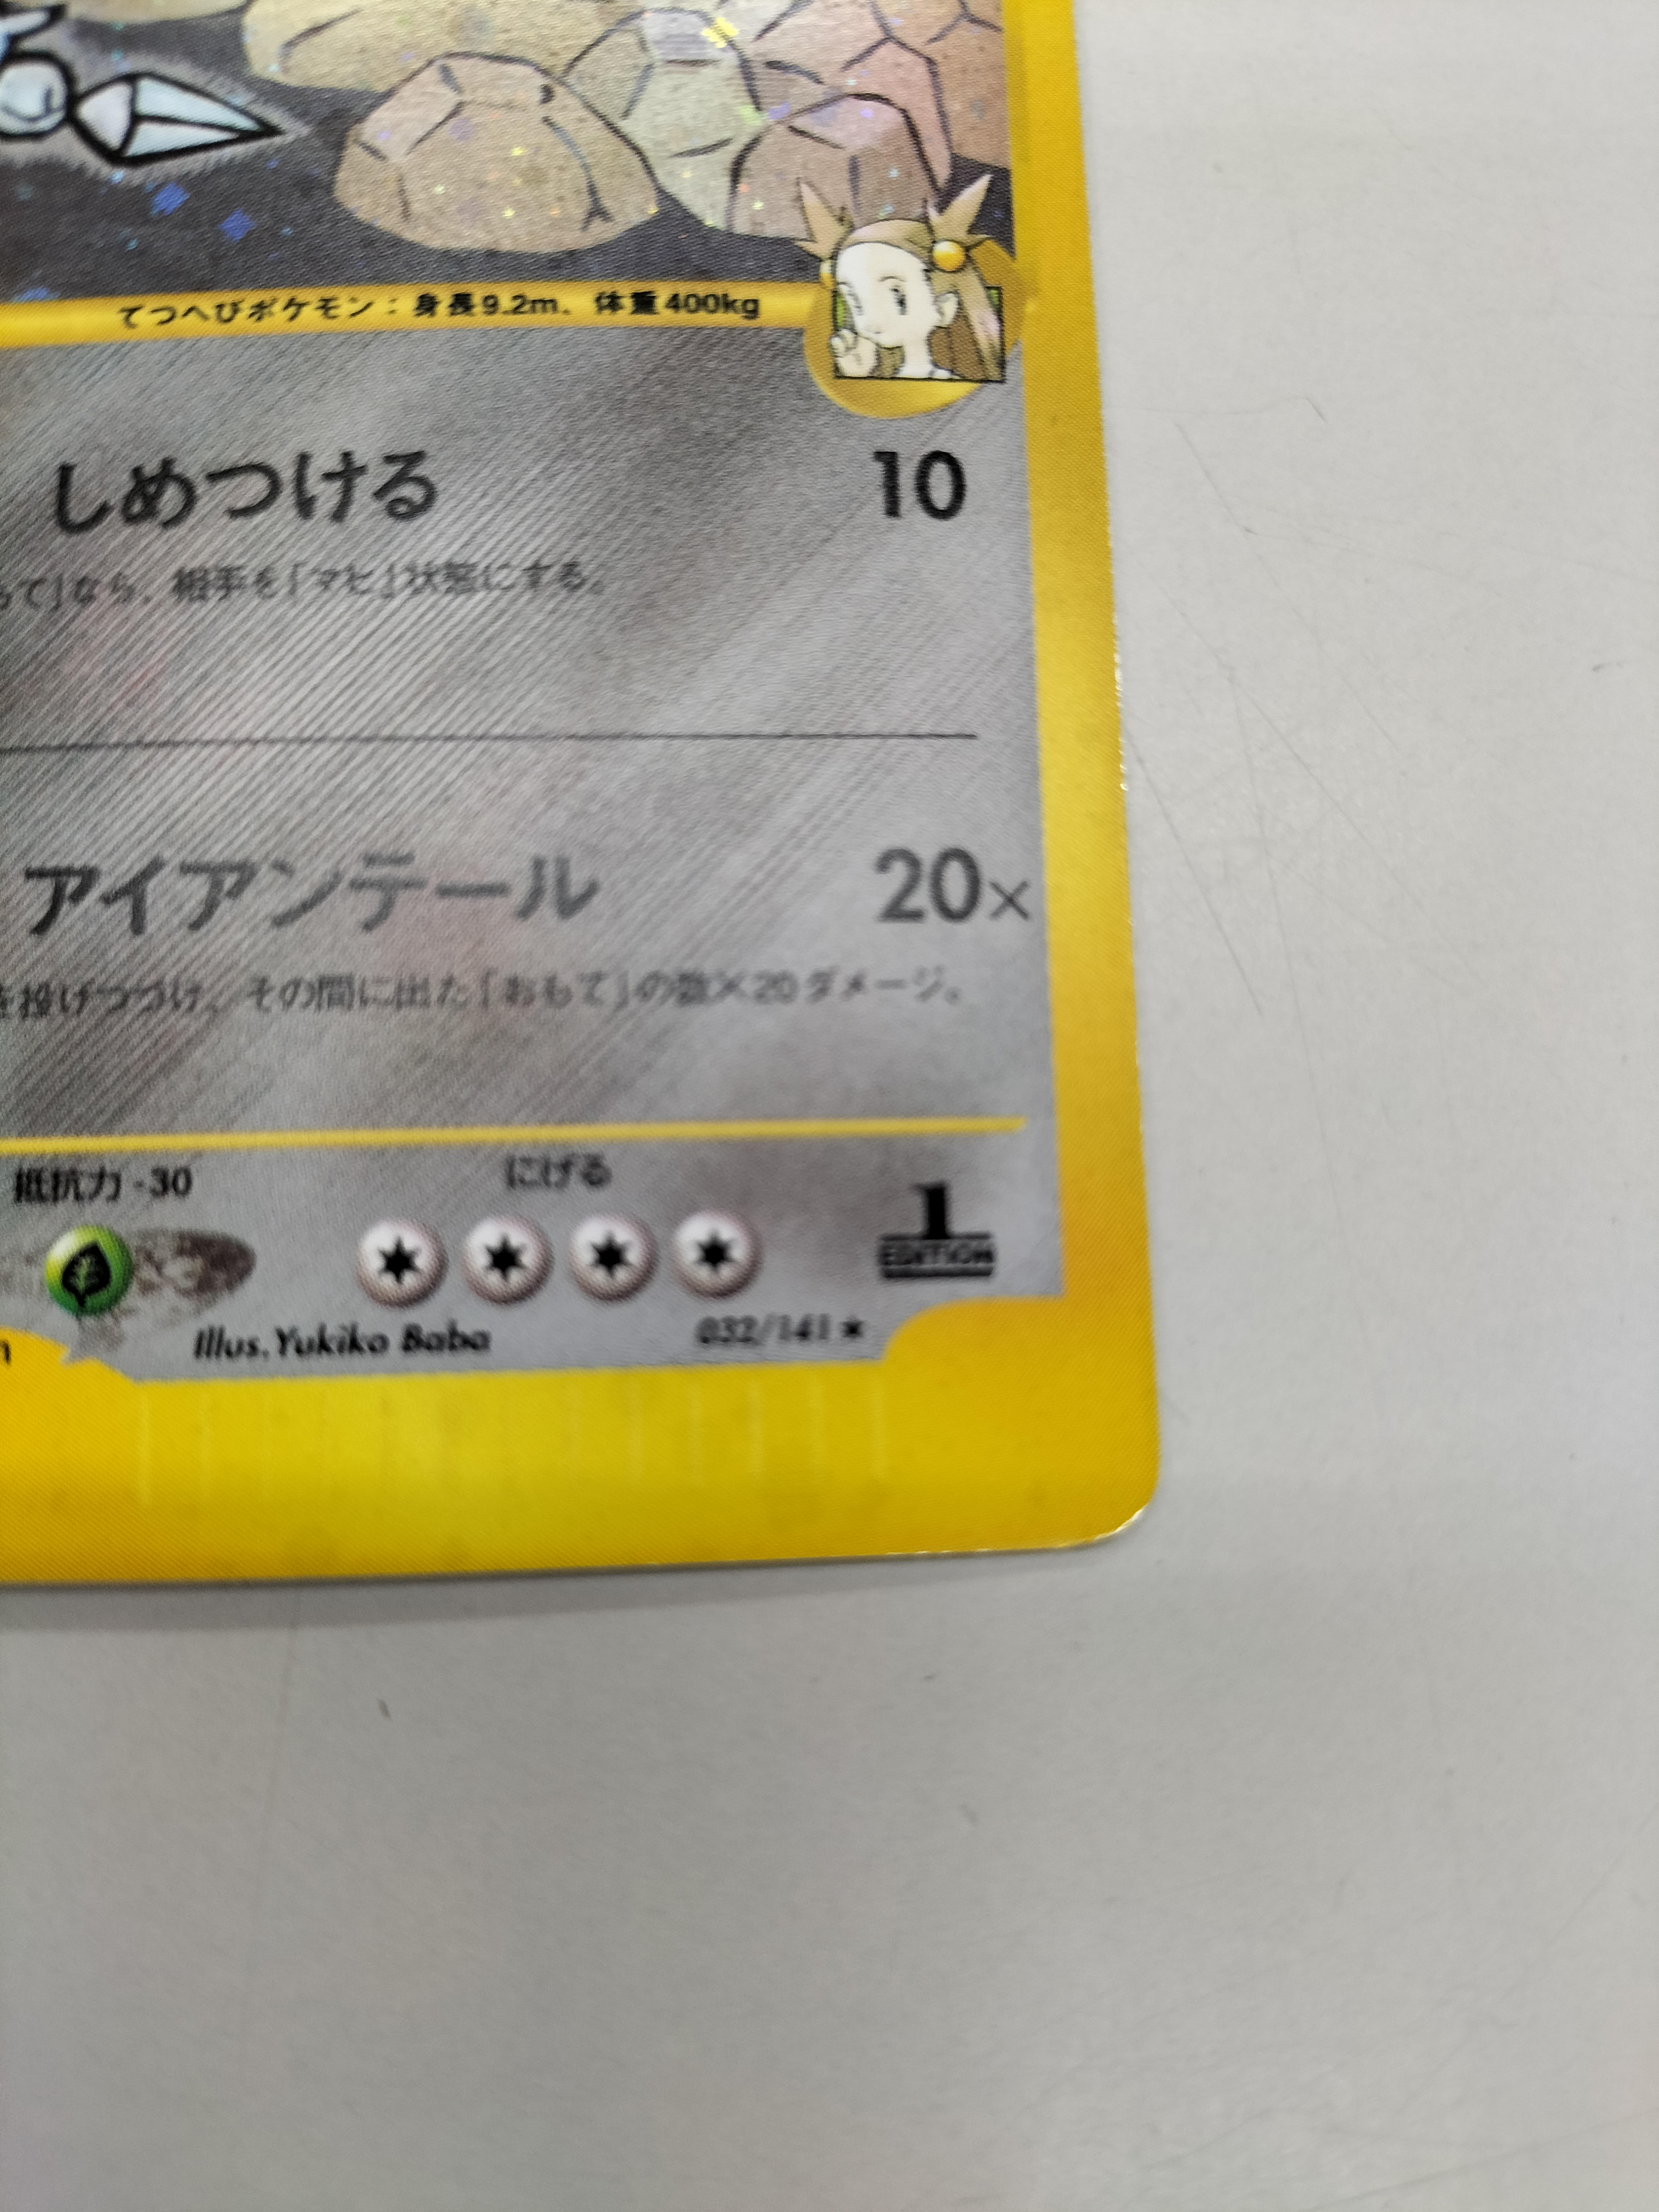 てつへびポケモン：身長9.2m、体重400kg
しめつける 10
て」なら、相手を「マヒ」状態にする。
アイアンテール 20×
を投げつづけ、その間に出た「おもて」の数×20ダメージ。
抵抗力 -30 にげる
1
EDITION
Illus.Yukiko Baba 032/141 ★